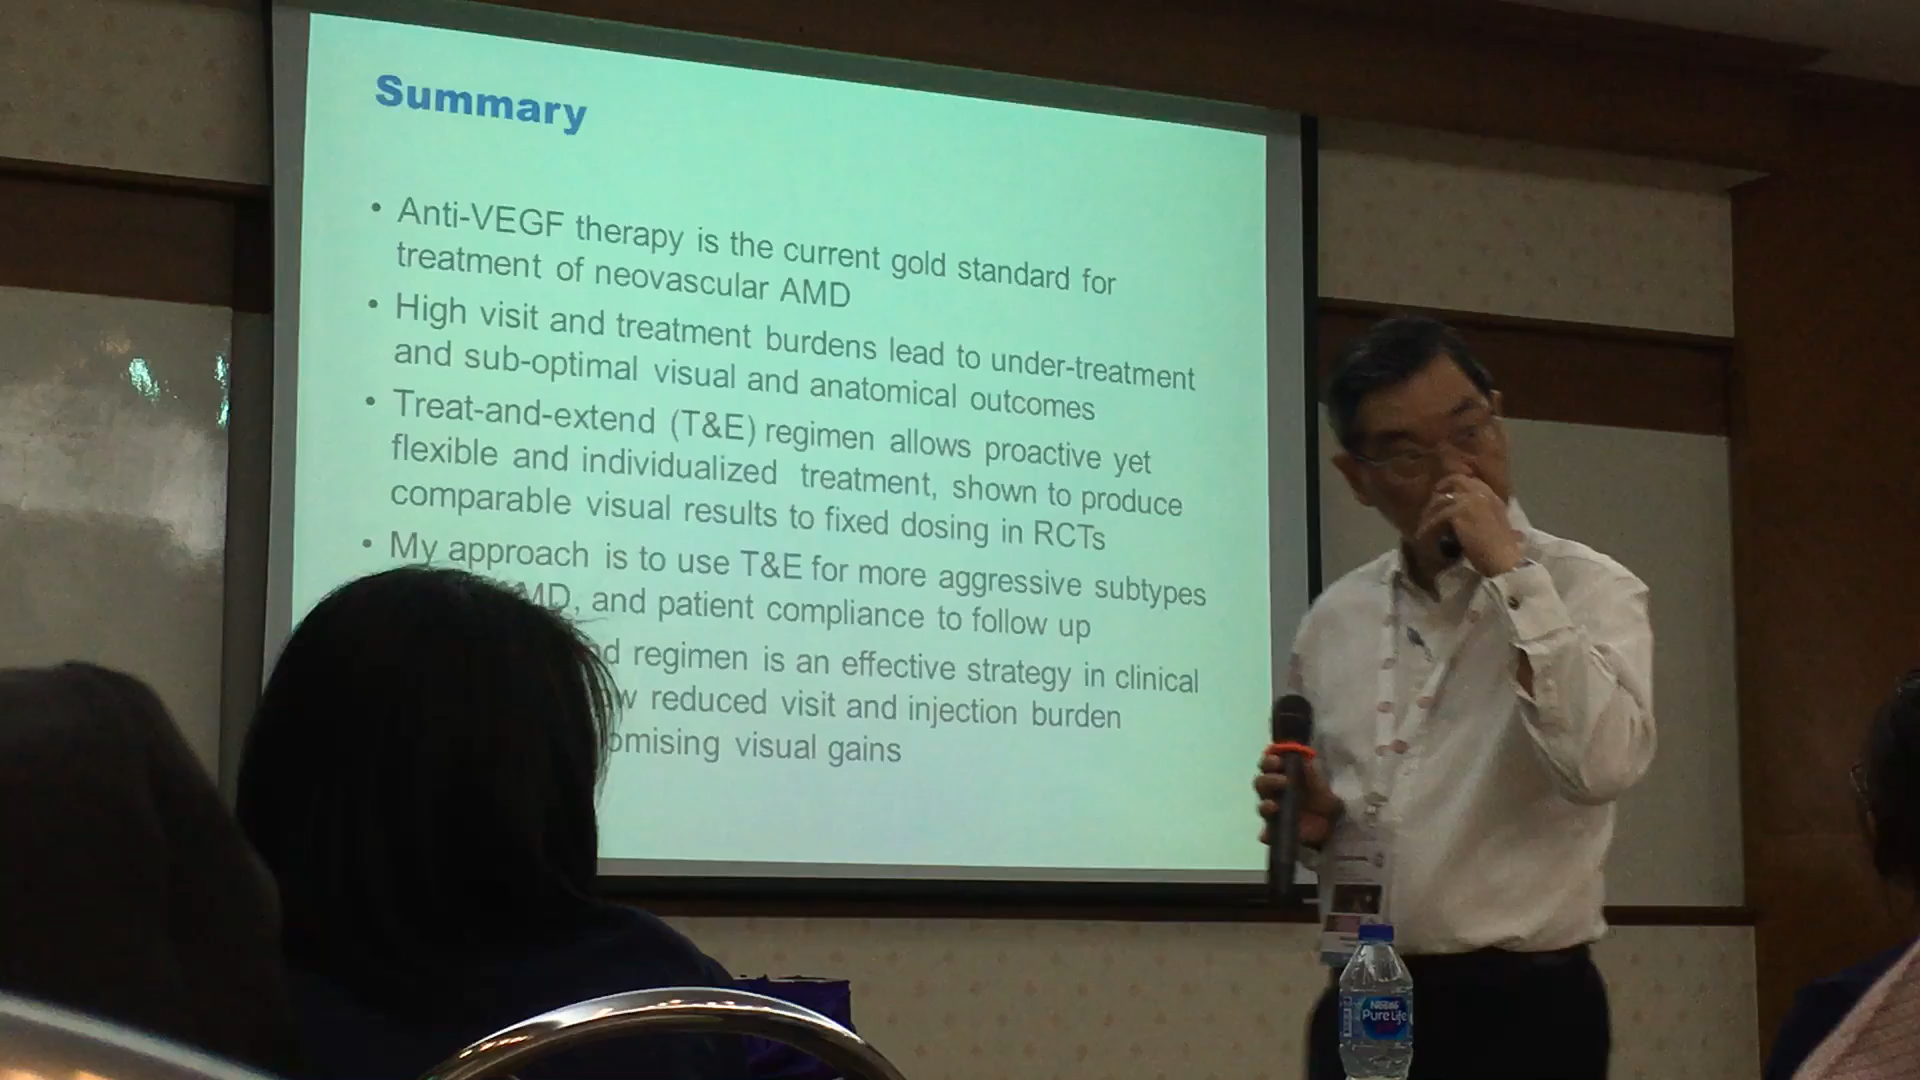 Summary
• Anti-VEGF therapy is the current gold standard for
treatment of neovascular AMD
• High visit and treatment burdens lead to under-treatment
and sub-optimal visual and anatomical outcomes
• Treat-and-extend (T&E) regimen allows proactive yet
flexible and individualized treatment, shown to produce
comparable visual results to fixed dosing in RCTs
• My approach is to use T&E for more aggressive subtypes
MD, and patient compliance to follow up
regimen is an effective strategy in clinical
reduced visit and injection burden
omising visual gains
Nestlé
Pure Life